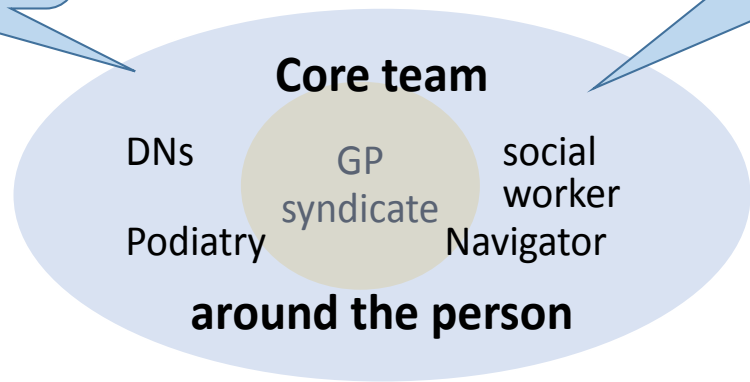 Core team
DNs
GP
syndicate
social
worker
Podiatry
Navigator
around the person